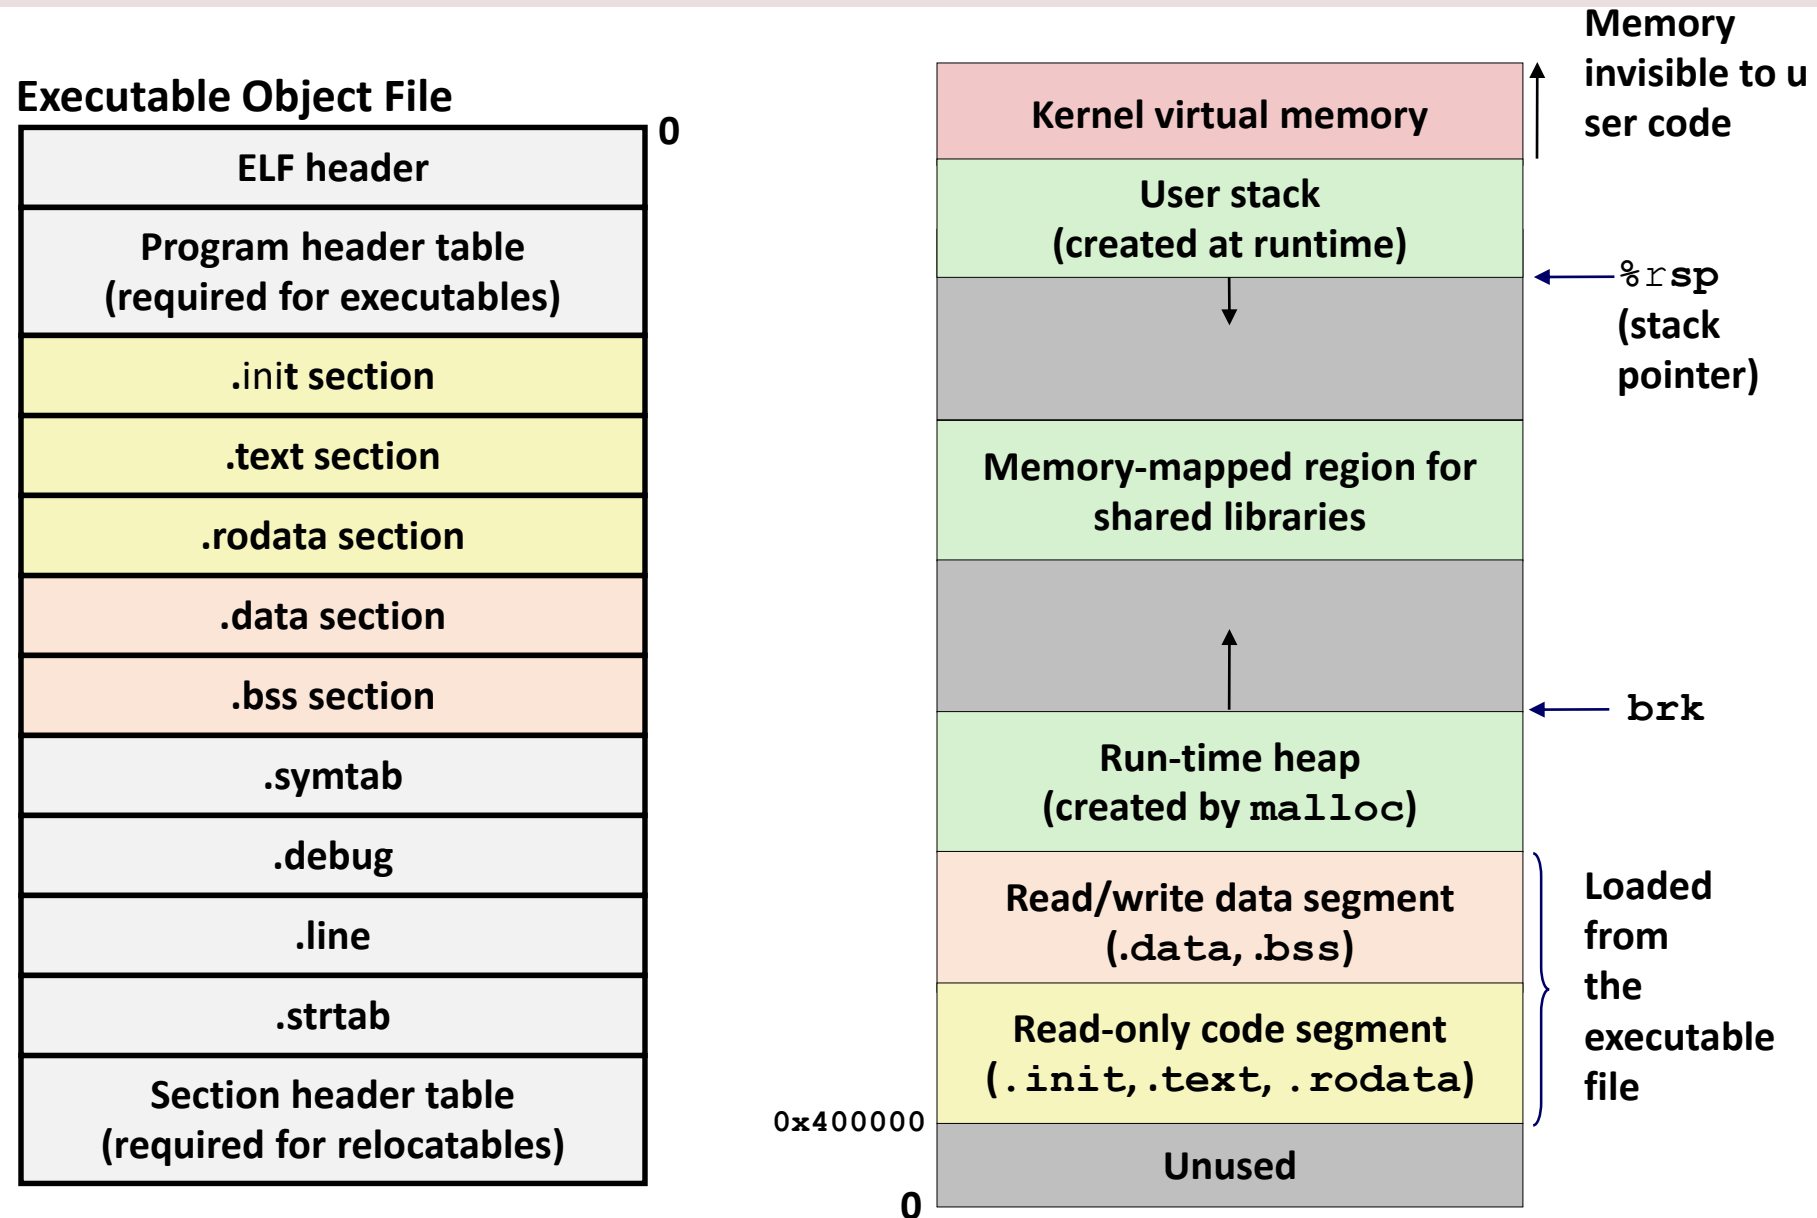 Executable Object File
0
ELF header
Program header table
(required for executables)
.init section
.text section
.rodata section
.data section
.bss section
.symtab
.debug
.line
.strtab
Section header table
(required for relocatables)
Memory
invisible to u
ser code
Kernel virtual memory
User stack
(created at runtime)
%rsp
(stack
pointer)
Memory-mapped region for
shared libraries
brk
Run-time heap
(created by malloc)
Read/write data segment
(.data, .bss)
Read-only code segment
(.init, .text, .rodata)
Loaded
from
the
executable
file
0x400000
Unused
0